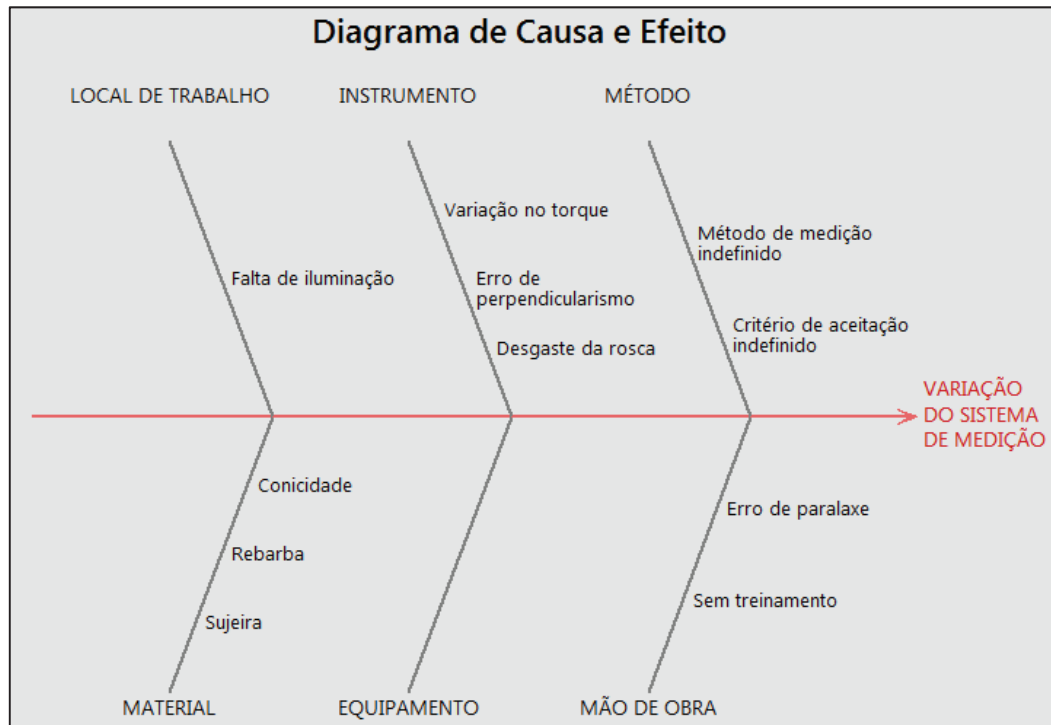 Diagrama de Causa e Efeito
LOCAL DE TRABALHO
INSTRUMENTO
MÉTODO
Variação no torque
Método de medição
indefinido
Falta de iluminação
Erro de
perpendicularismo
Critério de aceitação
indefinido
Desgaste da rosca
VARIAÇÃO
DO SISTEMA
DE MEDIÇÃO
Conicidade
Erro de paralaxe
Rebarba
Sem treinamento
Sujeira
MATERIAL
EQUIPAMENTO
MÃO DE OBRA